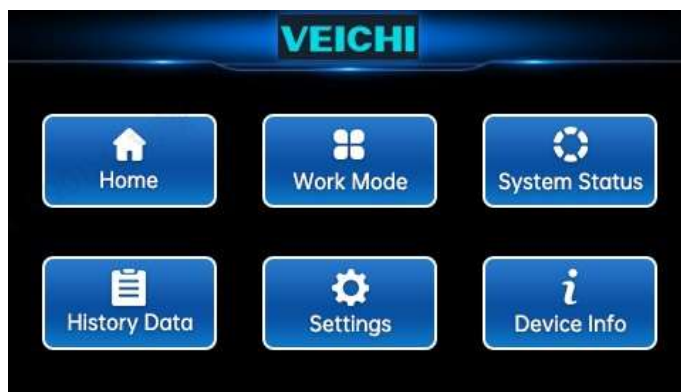 VEICHI
Home
Work Mode
System Status
History Data
Settings
Device Info